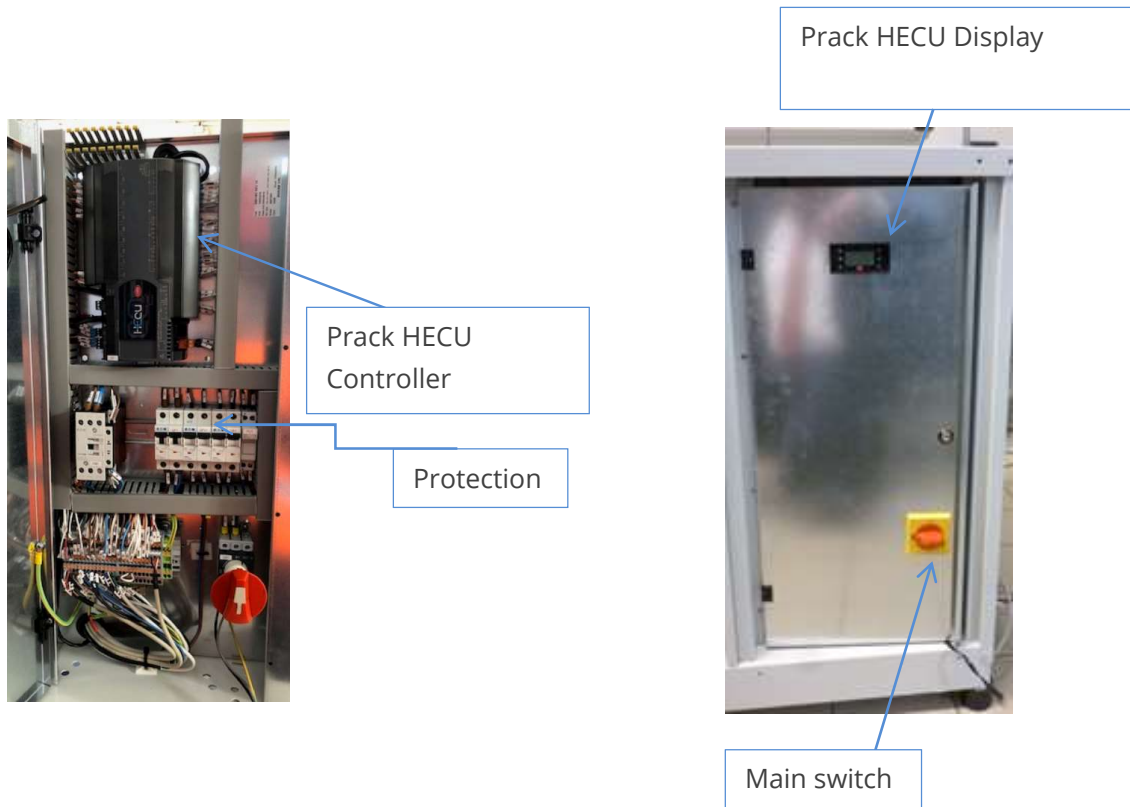 Prack HECU Display
Prack HECU
Controller
Protection
Main switch
HECU